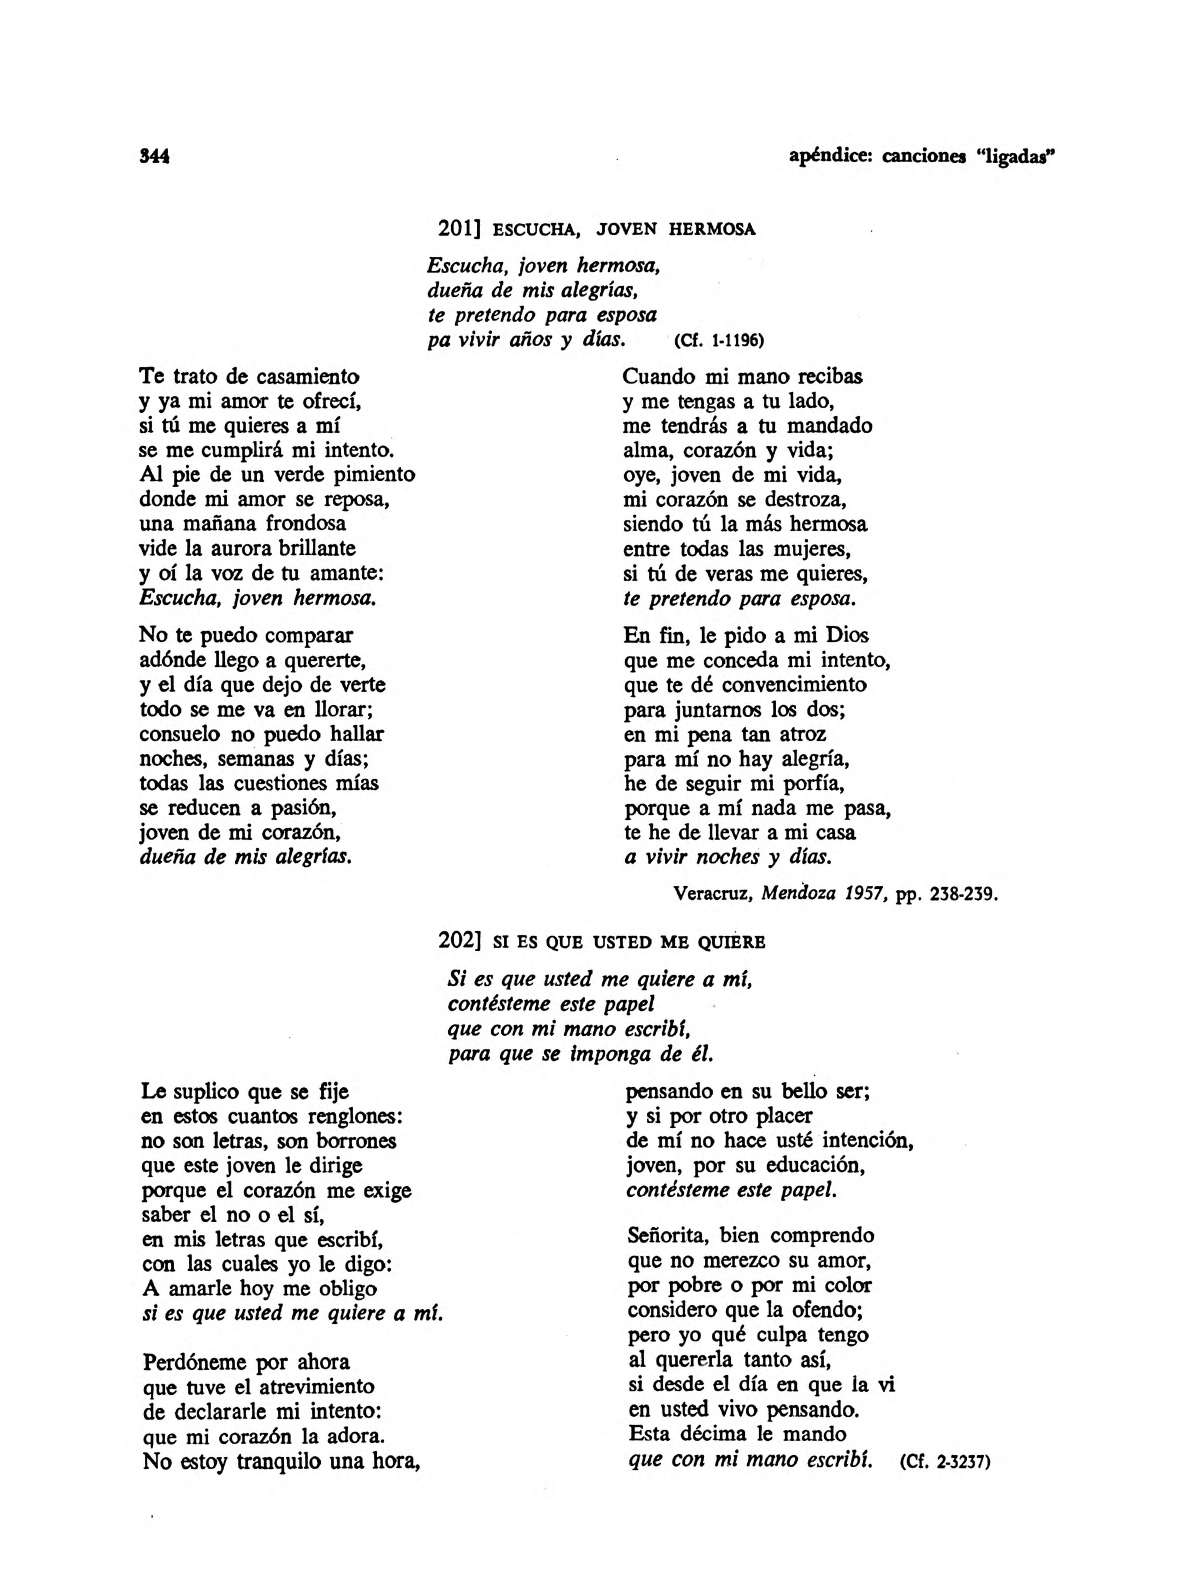 344
apéndice: canciones “ligadas”
201] ESCUCHA, JOVEN HERMOSA
Escucha, joven hermosa,
dueña de mis alegrías,
te pretendo para esposa
pa vivir años y días. (Cf. 1-1196)
Te trato de casamiento
y ya mi amor te ofrecí,
si tú me quieres a mí
se me cumplirá mi intento.
Al pie de un verde pimiento
donde mi amor se reposa,
una mañana frondosa
vide la aurora brillante
y oí la voz de tu amante:
Escucha, joven hermosa.
No te puedo comparar
adónde llego a quererte,
y el día que dejo de verte
todo se me va en llorar;
consuelo no puedo hallar
noches, semanas y días;
todas las cuestiones mías
se reducen a pasión,
joven de mi corazón,
dueña de mis alegrías.
Cuando mi mano recibas
y me tengas a tu lado,
me tendrás a tu mandado
alma, corazón y vida;
oye, joven de mi vida,
mi corazón se destroza,
siendo tú la más hermosa
entre todas las mujeres,
si tú de veras me quieres,
te pretendo para esposa.
En fin, le pido a mi Dios
que me conceda mi intento,
que te dé convencimiento
para juntarnos los dos;
en mi pena tan atroz
para mí no hay alegría,
he de seguir mi porfía,
porque a mí nada me pasa,
te he de llevar a mi casa
a vivir noches y días.
Veracruz, Mendoza 1957, pp. 238-239.
202] SI ES QUE USTED ME QUIERE
Si es que usted me quiere a mí,
contésteme este papel
que con mi mano escribí,
para que se imponga de él.
Le suplico que se fije
en estos cuantos renglones:
no son letras, son borrones
que este joven le dirige
porque el corazón me exige
saber el no o el sí,
en mis letras que escribí,
con las cuales yo le digo:
A amarle hoy me obligo
si es que usted me quiere a mí.
Perdóneme por ahora
que tuve el atrevimiento
de declararle mi intento:
que mi corazón la adora.
No estoy tranquilo una hora,
pensando en su bello ser;
y si por otro placer
de mí no hace usté intención,
joven, por su educación,
contésteme este papel.
Señorita, bien comprendo
que no merezco su amor,
por pobre o por mi color
considero que la ofendo;
pero yo qué culpa tengo
al quererla tanto así,
si desde el día en que la vi
en usted vivo pensando.
Esta décima le mando
que con mi mano escribí. (Cf. 2-3237)